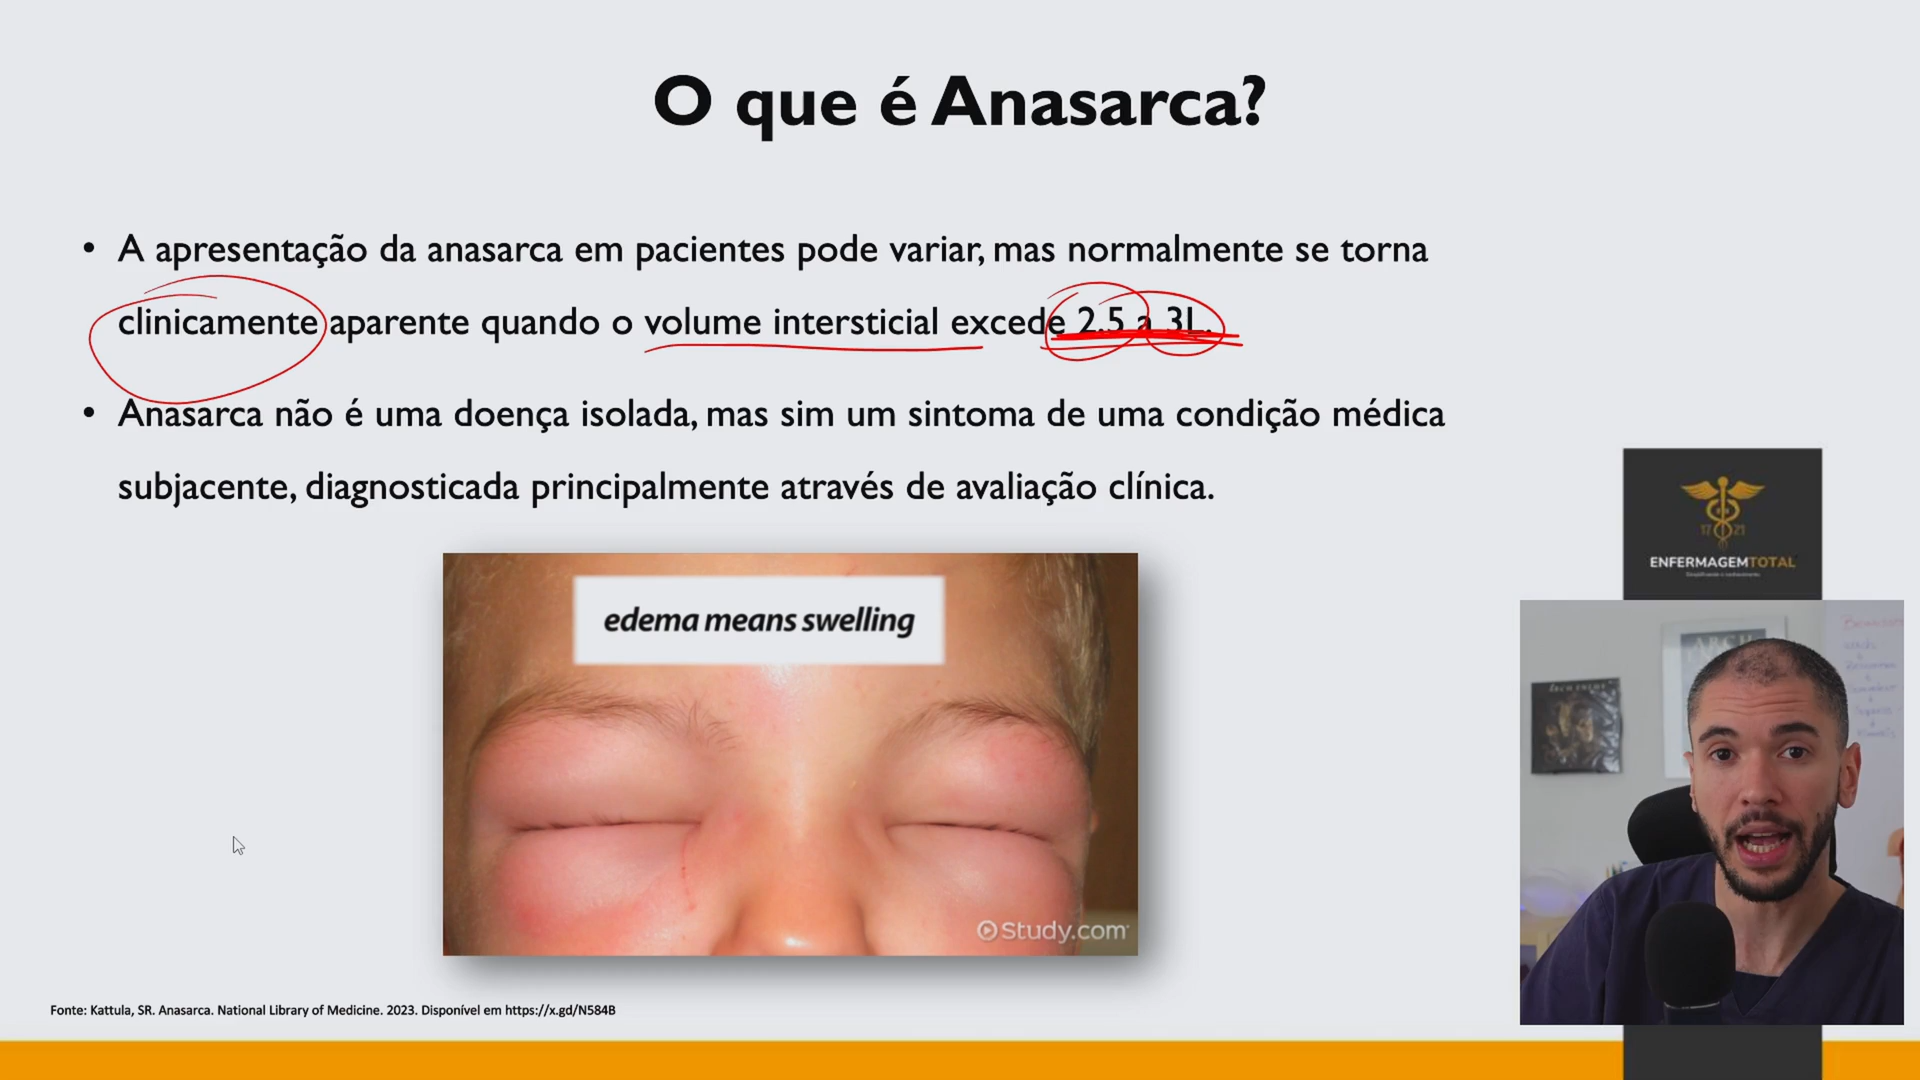 O que é Anasarca?
• A apresentação da anasarca em pacientes pode variar, mas normalmente se torna
clinicamente aparente quando o volume intersticial excede 2.5 a 3L.
• Anasarca não é uma doença isolada, mas sim um sintoma de uma condição médica
subjacente, diagnosticada principalmente através de avaliação clínica.
edema means swelling
Study.com
17 21
ENFERMAGEMTOTAL
ARCH
Fonte: Kattula, SR. Anasarca. National Library of Medicine. 2023. Disponível em https://x.gd/N584B